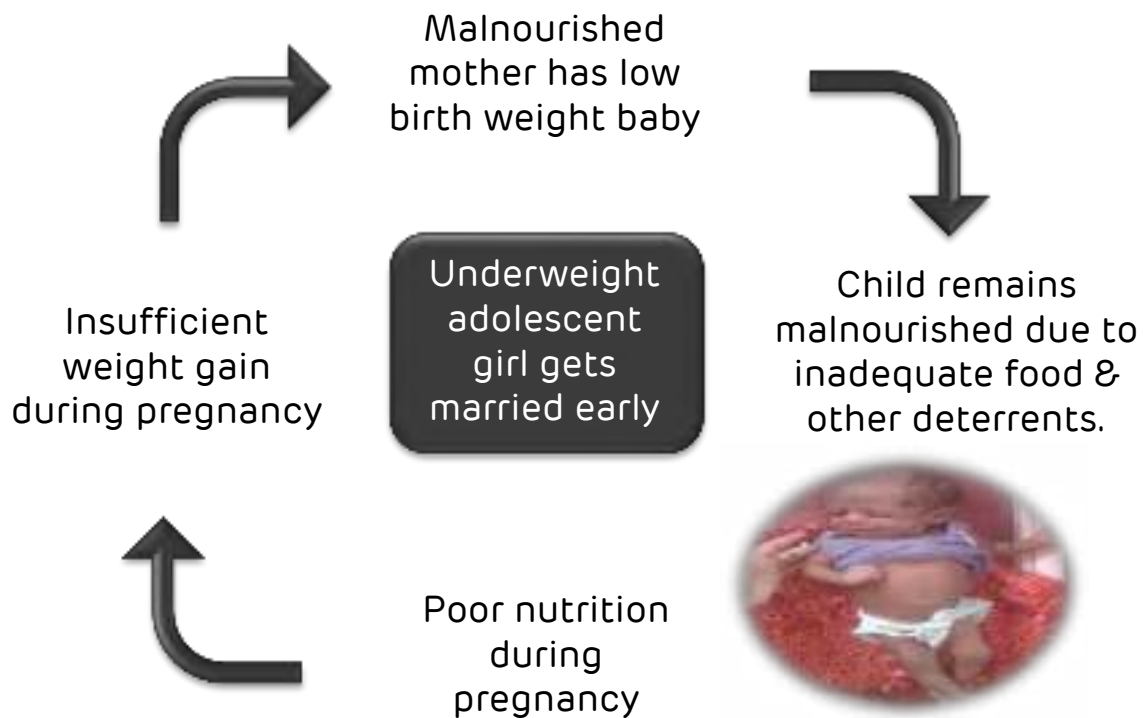 Malnourished
mother has low
birth weight baby
Child remains
malnourished due to
inadequate food &
other deterrents.
Underweight
adolescent
girl gets
married early
Insufficient
weight gain
during pregnancy
Poor nutrition
during
pregnancy